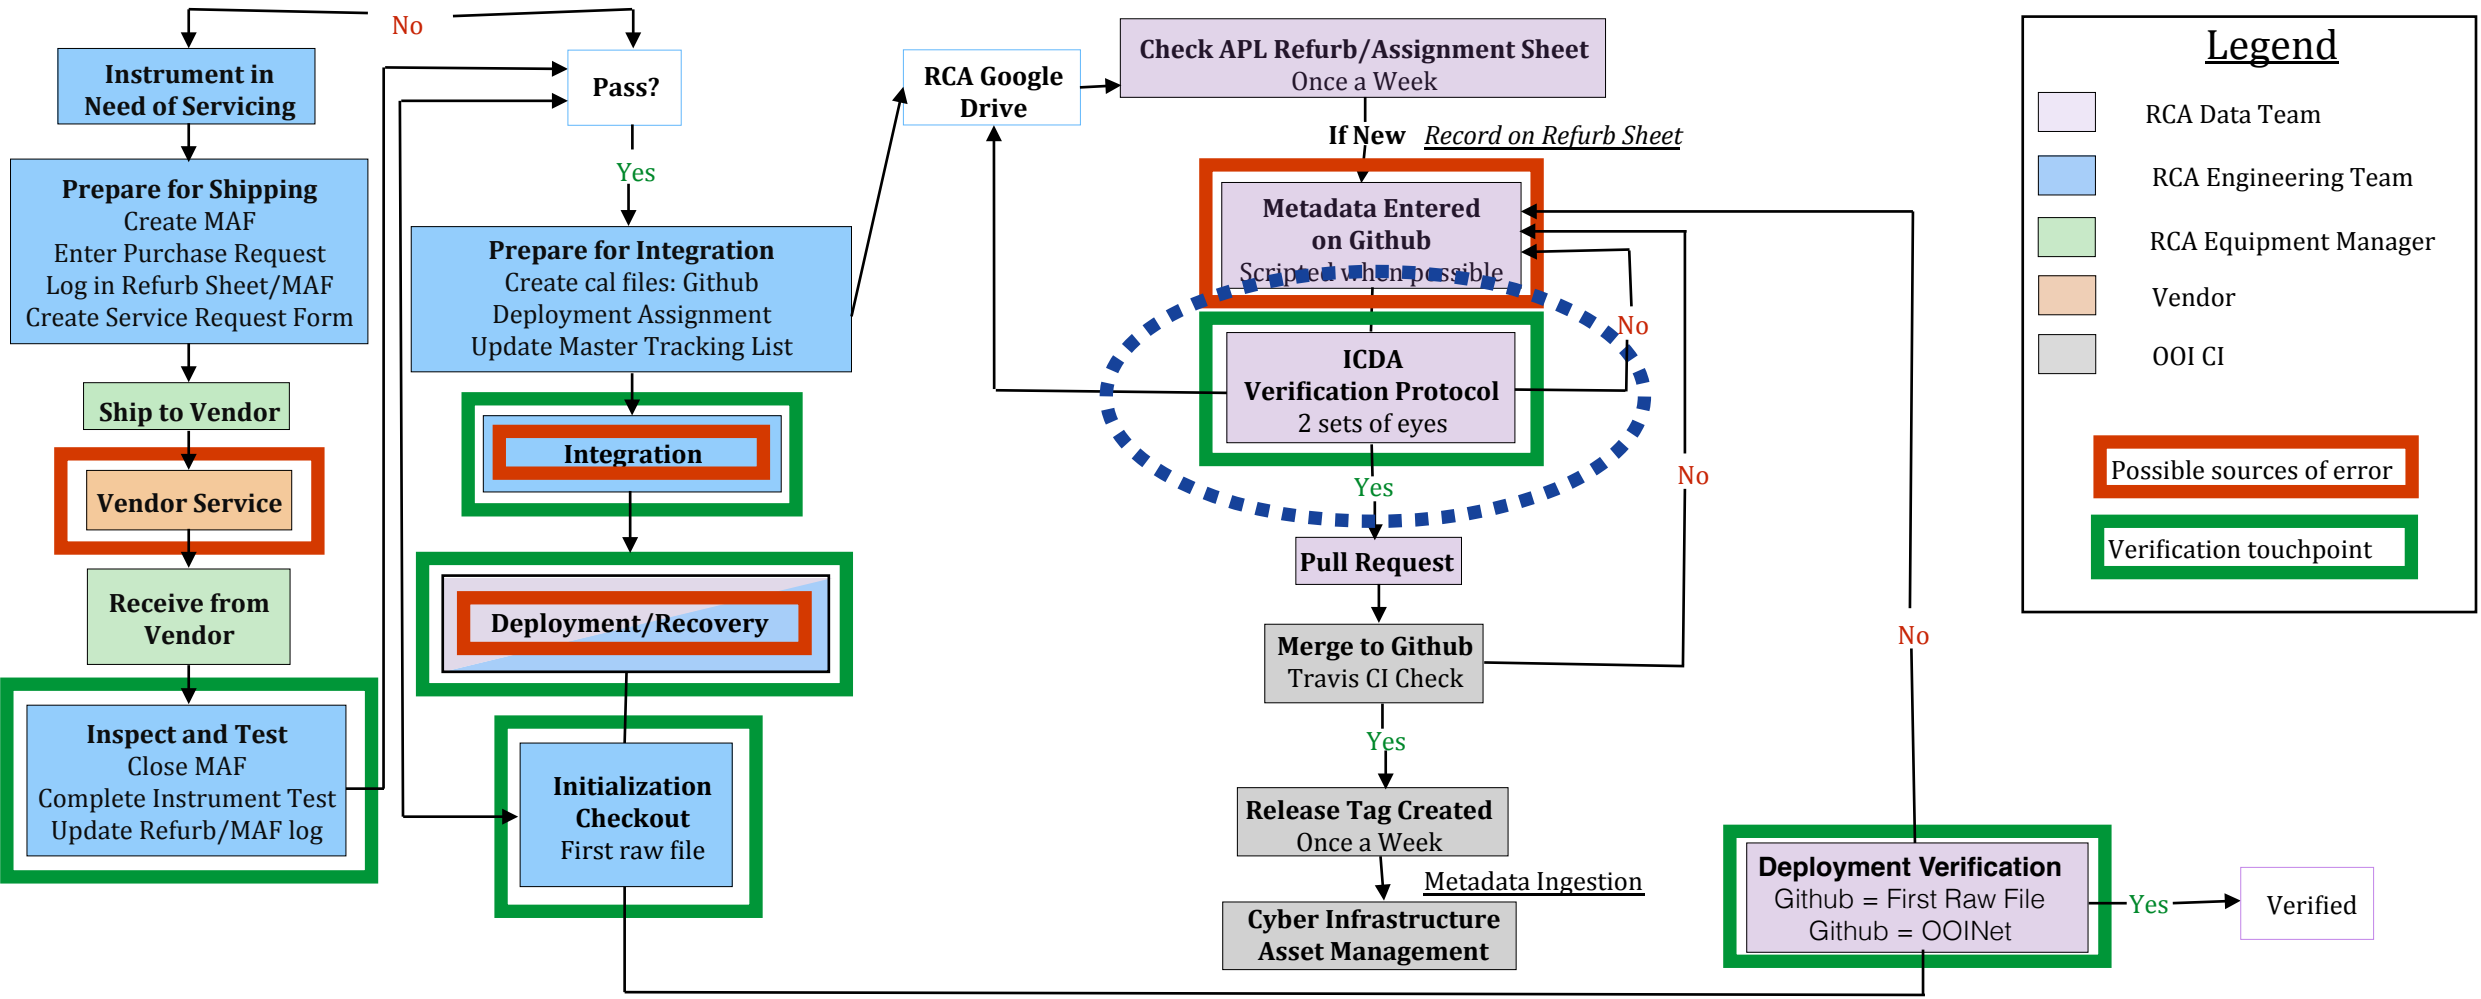 No
Instrument in
Need of Servicing
Prepare for Shipping
Create MAF
Enter Purchase Request
Log in Refurb Sheet/MAF
Create Service Request Form
Ship to Vendor
Vendor Service
Receive from
Vendor
Inspect and Test
Close MAF
Complete Instrument Test
Update Refurb/MAF log
Pass?
Yes
Prepare for Integration
Create cal files: Github
Deployment Assignment
Update Master Tracking List
Integration
Deployment/Recovery
Initialization
Checkout
First raw file
RCA Google
Drive
Check APL Refurb/Assignment Sheet
Once a Week
If New
Record on Refurb Sheet
Metadata Entered
on Github
Scripted when possible
No
ICDA
Verification Protocol
2 sets of eyes
Yes
No
Pull Request
Merge to Github
Travis CI Check
Yes
Release Tag Created
Once a Week
Metadata Ingestion
Cyber Infrastructure
Asset Management
No
Deployment Verification
Github = First Raw File
Github = OOINet
Yes
Verified
Legend
RCA Data Team
RCA Engineering Team
RCA Equipment Manager
Vendor
OOI CI
Possible sources of error
Verification touchpoint